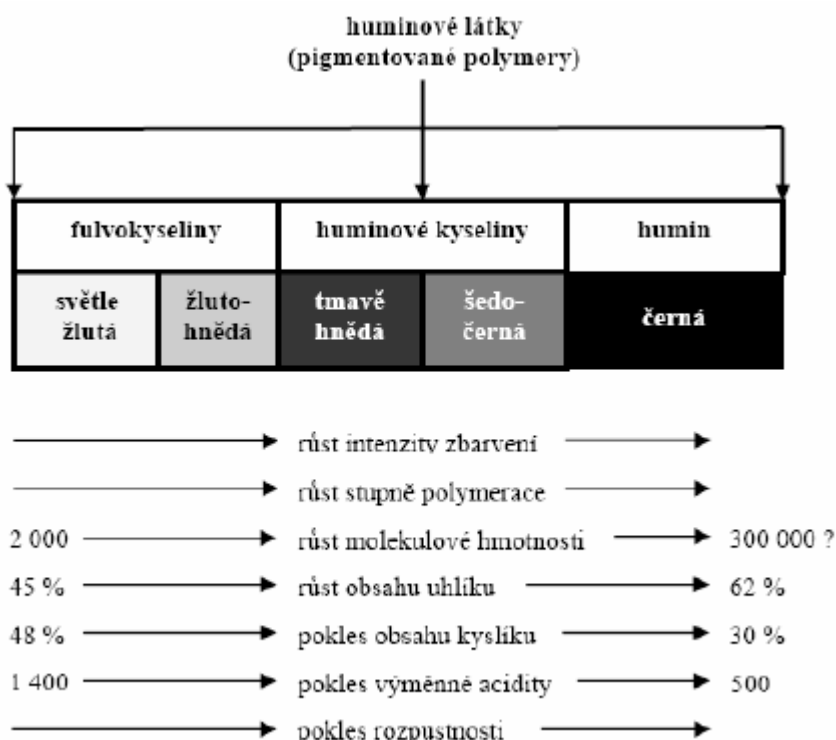 huminové látky
(pigmentované polymery)
fulvokyseliny huminové kyseliny humin
světle žluto- tmavě šedo- černá
žlutá hnědá hnědá černá
růst intenzity zbarvení
růst stupně polymerace
2 000 růst molekulové hmotnosti 300 000 ?
45 % růst obsahu uhlíku 62 %
48 % pokles obsahu kyslíku 30 %
1 400 pokles výměnné acidity 500
pokles rozpustnosti